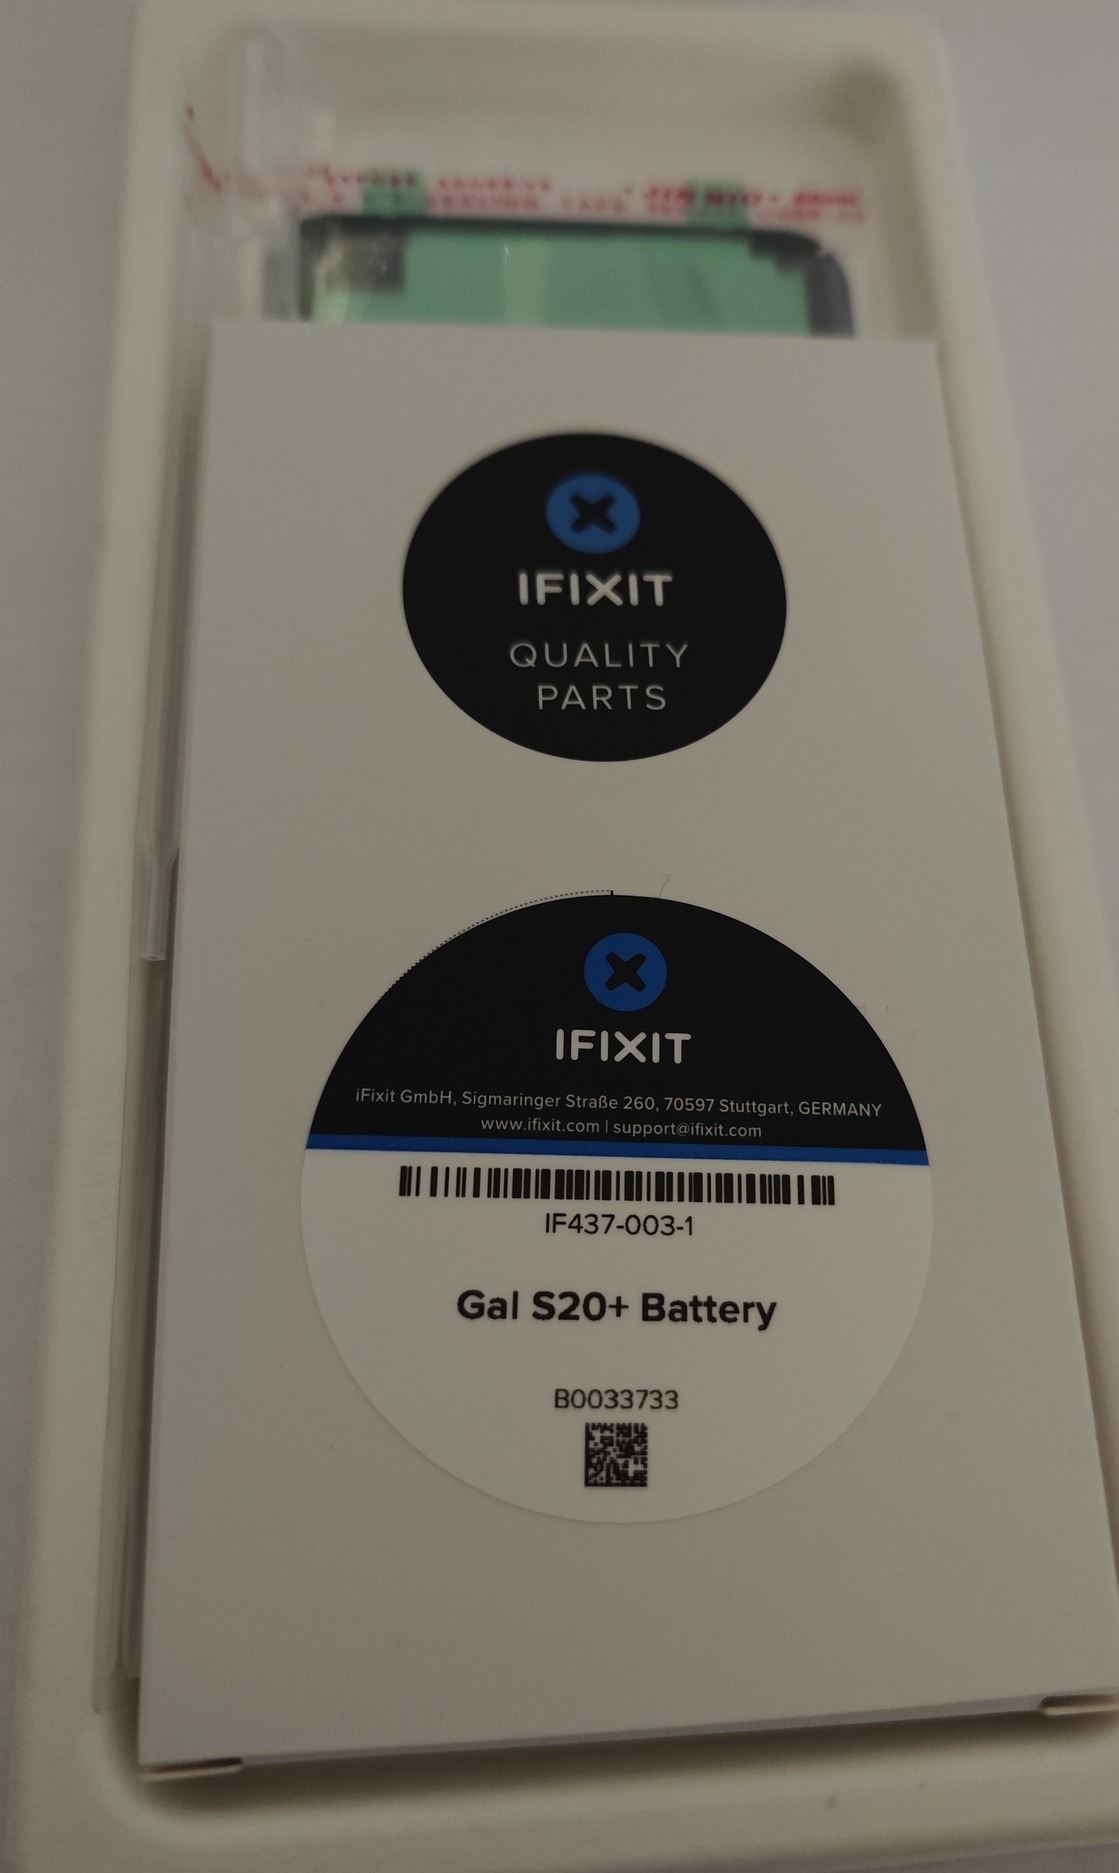 IFIXIT
QUALITY
PARTS
IFIXIT
iFixit GmbH, Sigmaringer Straße 260, 70597 Stuttgart, GERMANY
www.ifixit.com | support@ifixit.com
IF437-003-1
Gal S20+ Battery
B0033733